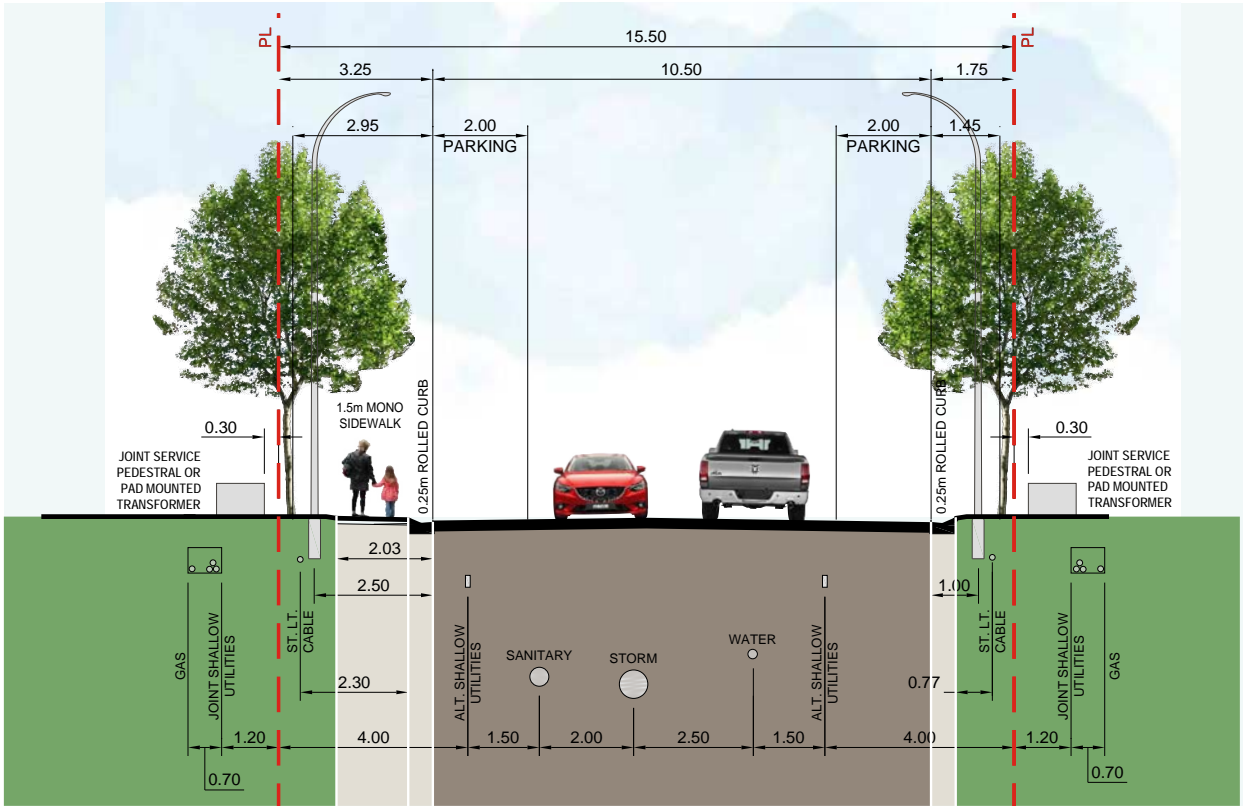 PL
15.50
PL
3.25
10.50
1.75
2.95
2.00
PARKING
2.00
PARKING
1.45
0.30
1.5m MONO
SIDEWALK
0.25m ROLLED CURB
0.25m ROLLED CURB
0.30
JOINT SERVICE
PEDESTRAL OR
PAD MOUNTED
TRANSFORMER
JOINT SERVICE
PEDESTRAL OR
PAD MOUNTED
TRANSFORMER
2.03
2.50
1.00
GAS
JOINT SHALLOW
UTILITIES
ST. LT.
CABLE
ALT. SHALLOW
UTILITIES
SANITARY
STORM
WATER
ALT. SHALLOW
UTILITIES
ST. LT.
CABLE
JOINT SHALLOW
UTILITIES
GAS
2.30
0.77
1.20
4.00
1.50
2.00
2.50
1.50
4.00
1.20
0.70
0.70